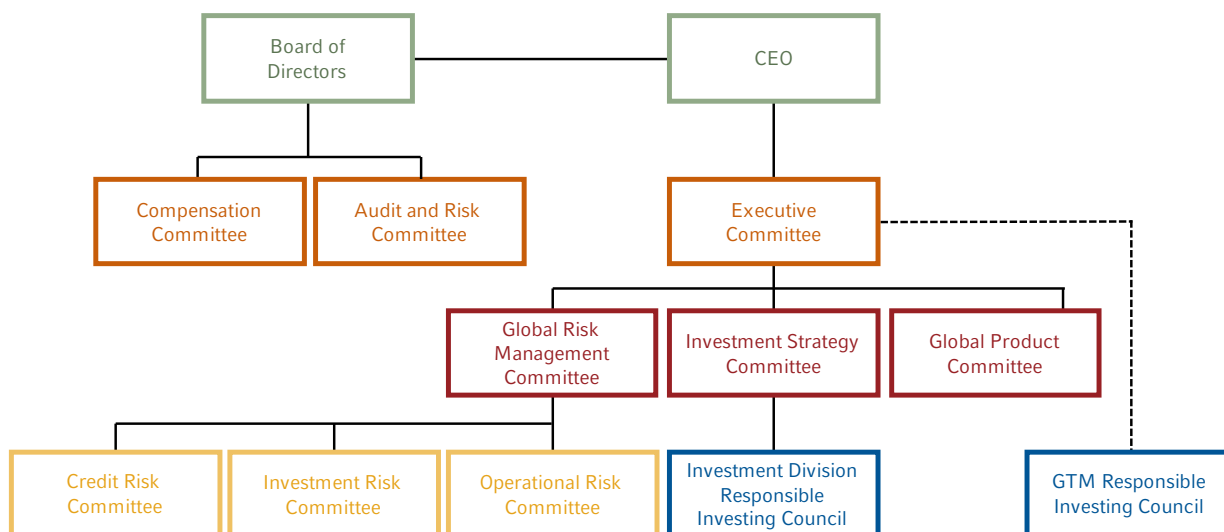 Board of
Directors
CEO
Compensation
Committee
Audit and Risk
Committee
Executive
Committee
Global Risk
Management
Committee
Investment Strategy
Committee
Global Product
Committee
Credit Risk
Committee
Investment Risk
Committee
Operational Risk
Committee
Investment Division
Responsible
Investing Council
GTM Responsible
Investing Council